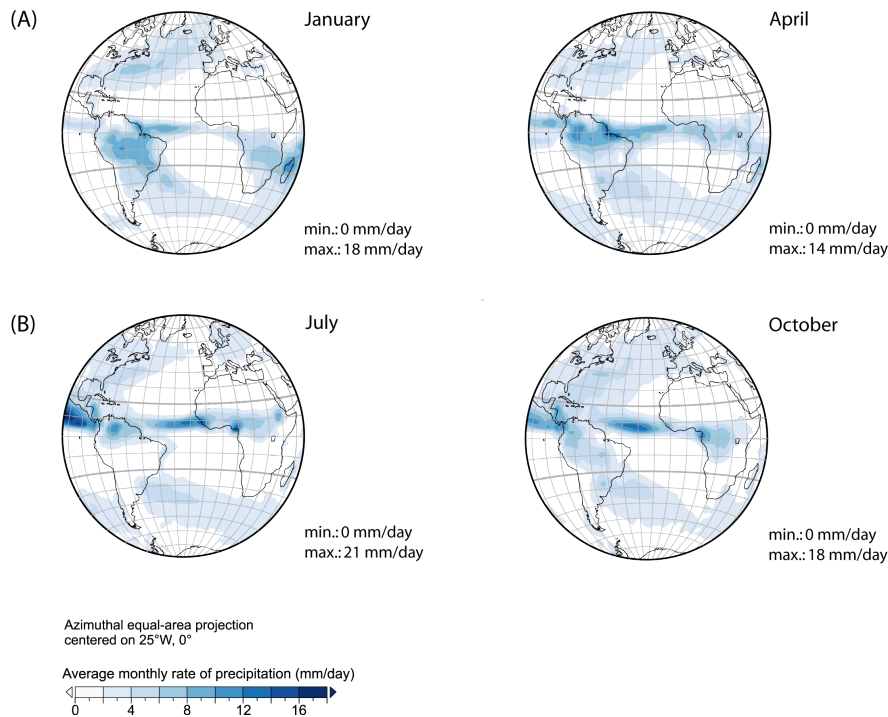 (A)
January
min.: 0 mm/day
max.: 18 mm/day
April
min.: 0 mm/day
max.: 14 mm/day
(B)
July
min.: 0 mm/day
max.: 21 mm/day
October
min.: 0 mm/day
max.: 18 mm/day
Azimuthal equal-area projection
centered on 25°W, 0°
Average monthly rate of precipitation (mm/day)
0 4 8 12 16